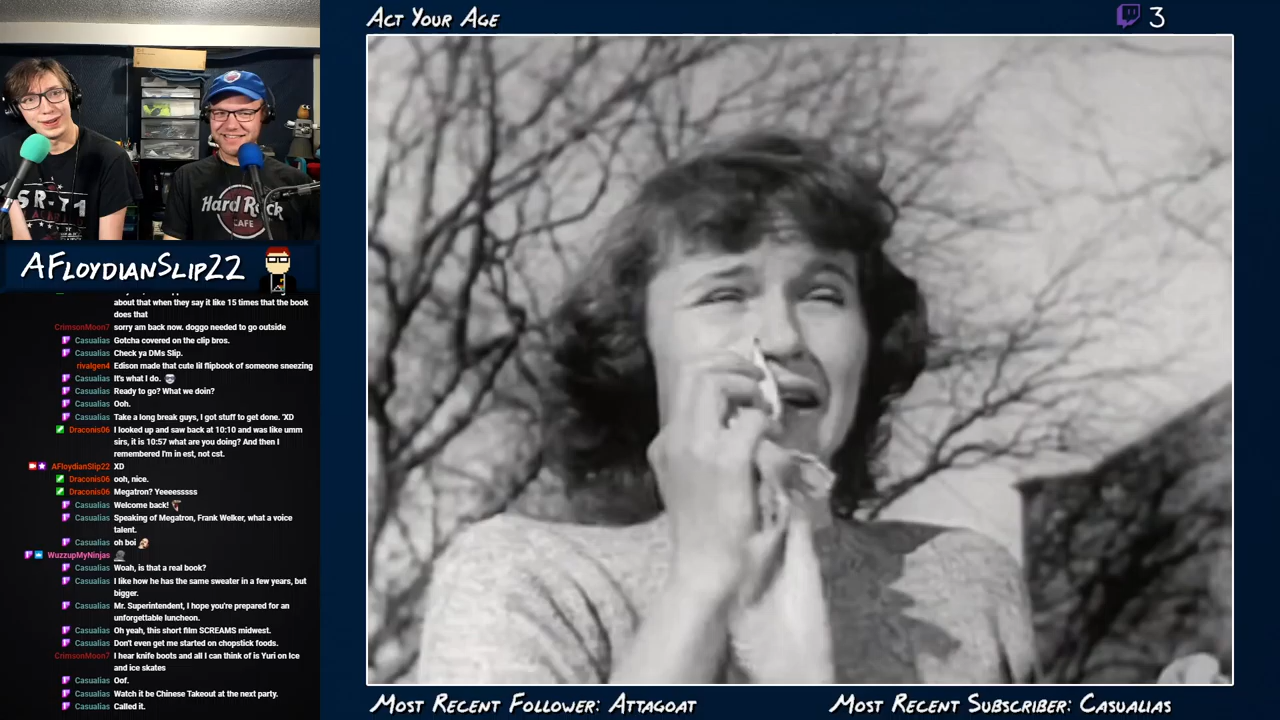 Act Your Age
3
SR-71
Hard Rock
CAFE
AFloydianSlip22
about that when they say it like 15 times that the book
does that
CrimsonMoon7 sorry am back now. doggo needed to go outside
Casualias Gotcha covered on the clip bros.
Casualias Check ya DMs Slip.
rivalgen4 Edison made that cute lil flipbook of someone sneezing
Casualias It's what I do.
Casualias Ready to go? What we doin?
Casualias Ooh.
Casualias Take a long break guys, I got stuff to get done. 'XD
Draconis06 I looked up and saw back at 10:10 and was like umm
sirs, it is 10:57 what are you doing? And then I
remembered I'm in est, not cst.
AFloydianSlip22 XD
Draconis06 ooh, nice.
Draconis06 Megatron? Yeeeesssss
Casualias Welcome back!
Casualias Speaking of Megatron, Frank Welker, what a voice
talent.
Casualias oh boi
WuzzupMyNinjas
Casualias Woah, is that a real book?
Casualias I like how he has the same sweater in a few years, but
bigger.
Casualias Mr. Superintendent, I hope you're prepared for an
unforgettable luncheon.
Casualias Oh yeah, this short film SCREAMS midwest.
Casualias Don't even get me started on chopstick foods.
CrimsonMoon7 I hear knife boots and all I can think of is Yuri on Ice
and ice skates
Casualias Oof.
Casualias Watch it be Chinese Takeout at the next party.
Casualias Called it.
Most Recent Follower: Attagoat
Most Recent Subscriber: Casualias